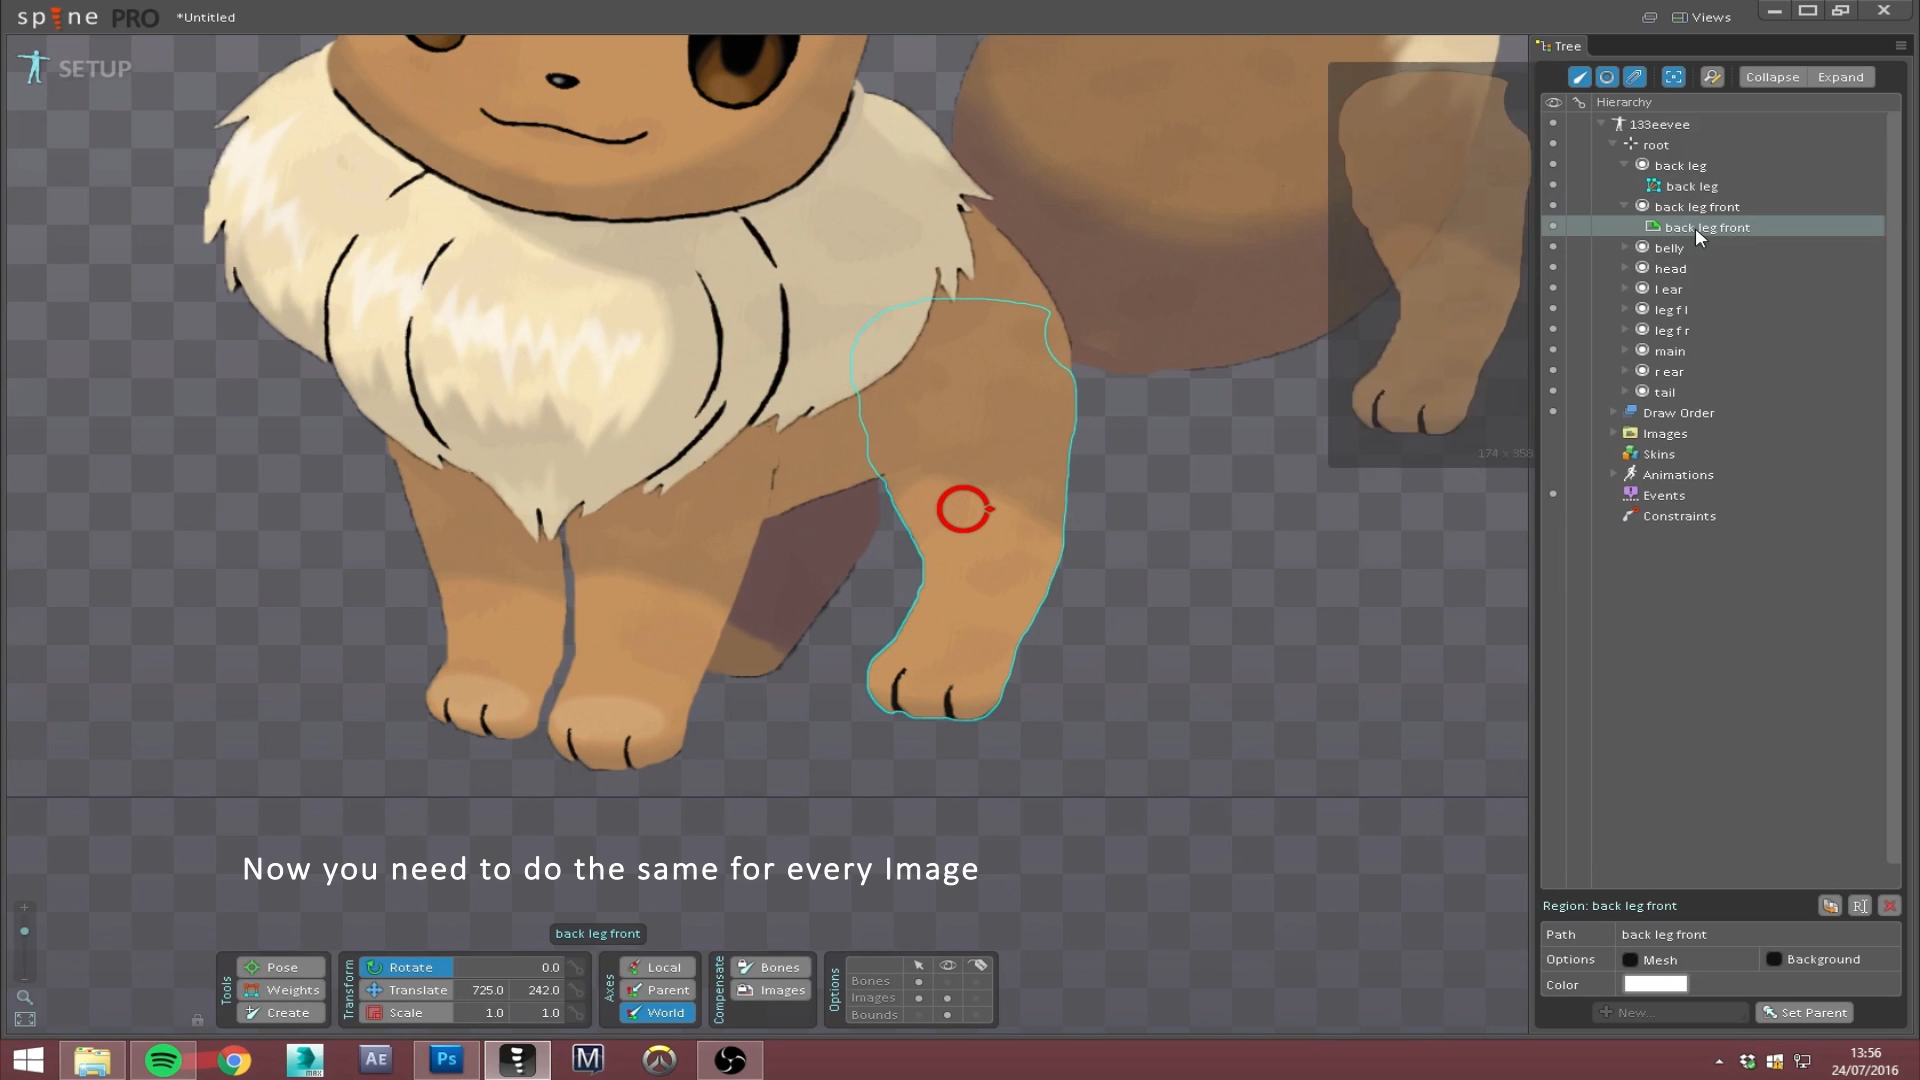 spine PRO *Untitled
Views
SETUP
Tree
Collapse Expand
Hierarchy
133eevee
root
back leg
back leg
back leg front
back leg front
belly
head
l ear
leg f l
leg f r
main
r ear
tail
Draw Order
Images
Skins
Animations
Events
Constraints
174 x 358
Now you need to do the same for every Image
back leg front
Tools
Pose
Weights
Create
Transform
Rotate 0.0
Translate 725.0 242.0
Scale 1.0 1.0
Axes
Local
Parent
World
Compensate
Bones
Images
Options
Bones
Images
Bounds
Region: back leg front
Path back leg front
Options Mesh Background
Color
New... Set Parent
MAX
AE
Ps
M
13:56
24/07/2016